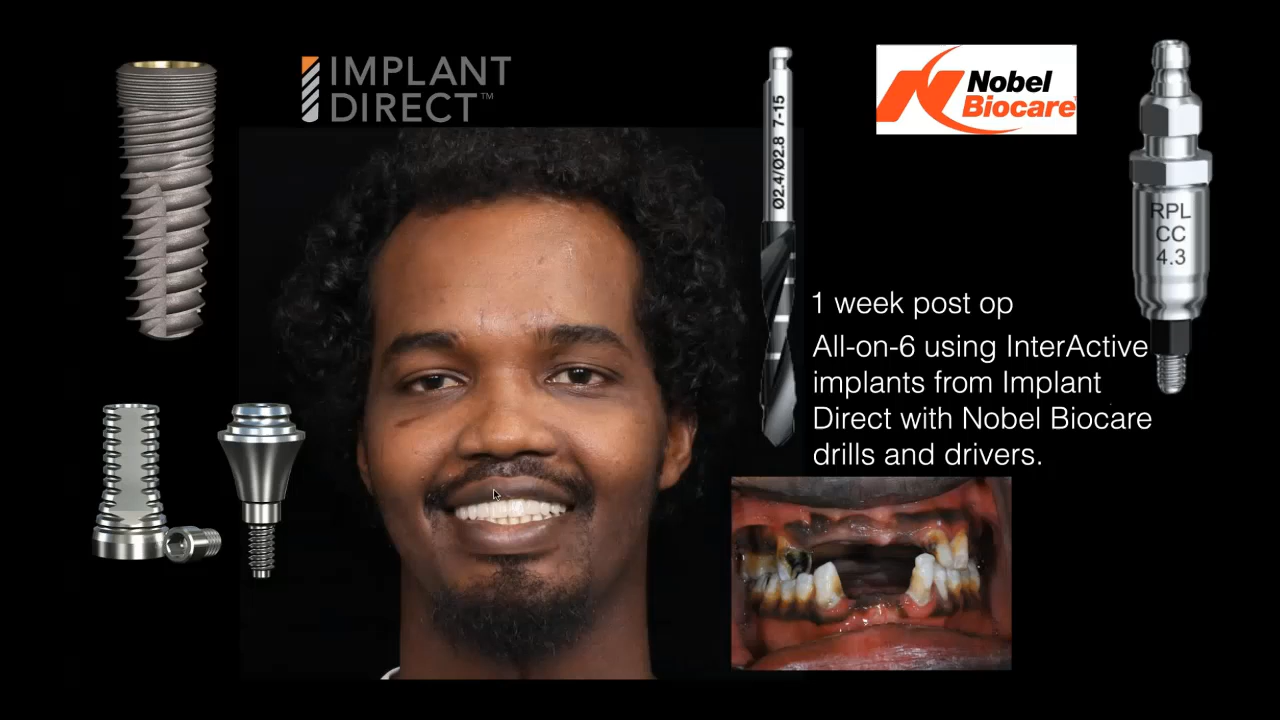 IMPLANT
DIRECT™
Ø2.4/Ø2.8 7-15
Nobel
Biocare
RPL
CC
4.3
1 week post op
All-on-6 using InterActive
implants from Implant
Direct with Nobel Biocare
drills and drivers.